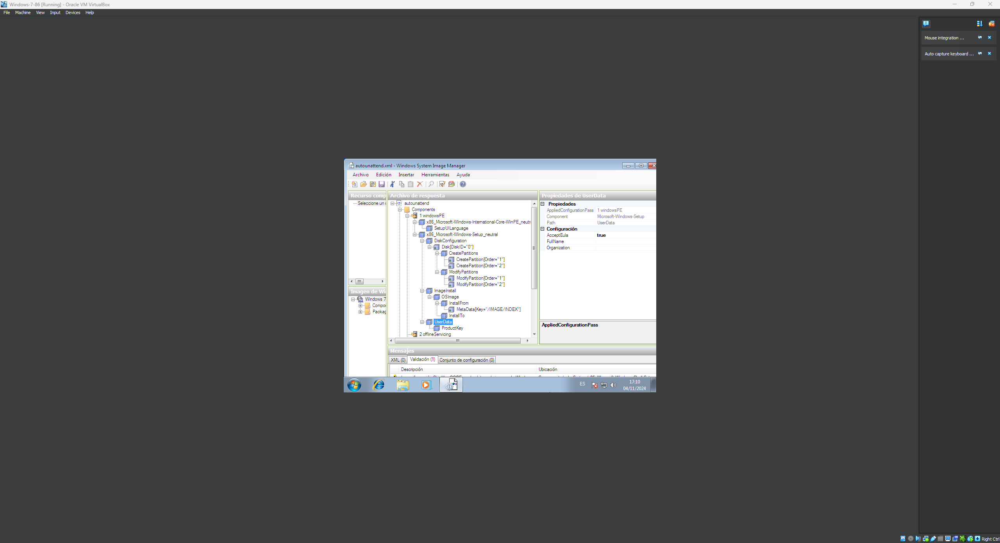 Windows-7-86 [Running] - Oracle VM VirtualBox
File Machine View Input Devices Help
Mouse integration ...
Auto capture keyboard ...
autounattend.xml - Windows System Image Manager
Archivo Edición Insertar Herramientas Ayuda
Recurso comp
Seleccione un
Imagen de Wi
Windows 7
Compo
Packag
Archivo de respuesta
autounattend
Components
1 windowsPE
x86_Microsoft-Windows-International-Core-WinPE_neutr
SetupUILanguage
x86_Microsoft-Windows-Setup_neutral
DiskConfiguration
Disk[DiskID="0"]
CreatePartitions
CreatePartition[Order="1"]
CreatePartition[Order="2"]
ModifyPartitions
ModifyPartition[Order="1"]
ModifyPartition[Order="2"]
ImageInstall
OSImage
InstallFrom
MetaData[Key="/IMAGE/INDEX"]
InstallTo
UserData
ProductKey
2 offlineServicing
Propiedades de UserData
Propiedades
AppliedConfigurationPass 1 windowsPE
Component Microsoft-Windows-Setup
Path UserData
Configuración
AcceptEula true
FullName
Organization
AppliedConfigurationPass
Mensajes
XML (0) Validación (1) Conjunto de configuración (0)
Descripción Ubicación
ES
17:10
04/11/2024
Right Ctrl